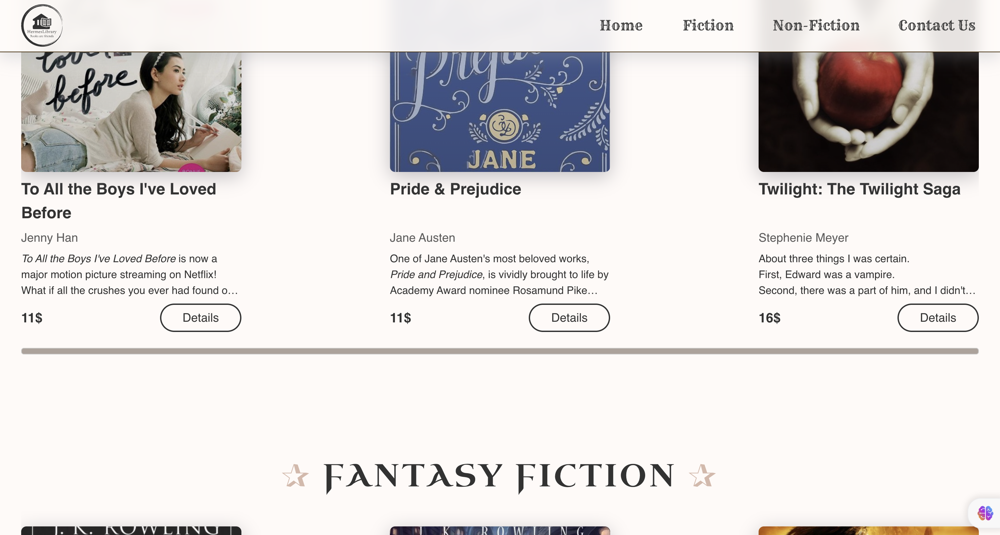 HermesLibrary
Books are friends
Home
Fiction
Non-Fiction
Contact Us
before
JANE
BONUS
To All the Boys I've Loved
Before
Jenny Han
To All the Boys I've Loved Before is now a
major motion picture streaming on Netflix!
What if all the crushes you ever had found o…
11$
Details
Pride & Prejudice
Jane Austen
One of Jane Austen's most beloved works,
Pride and Prejudice, is vividly brought to life by
Academy Award nominee Rosamund Pike…
11$
Details
Twilight: The Twilight Saga
Stephenie Meyer
About three things I was certain.
First, Edward was a vampire.
Second, there was a part of him, and I didn't…
16$
Details
FANTASY FICTION
J. K. ROWLING
J K ROWLING